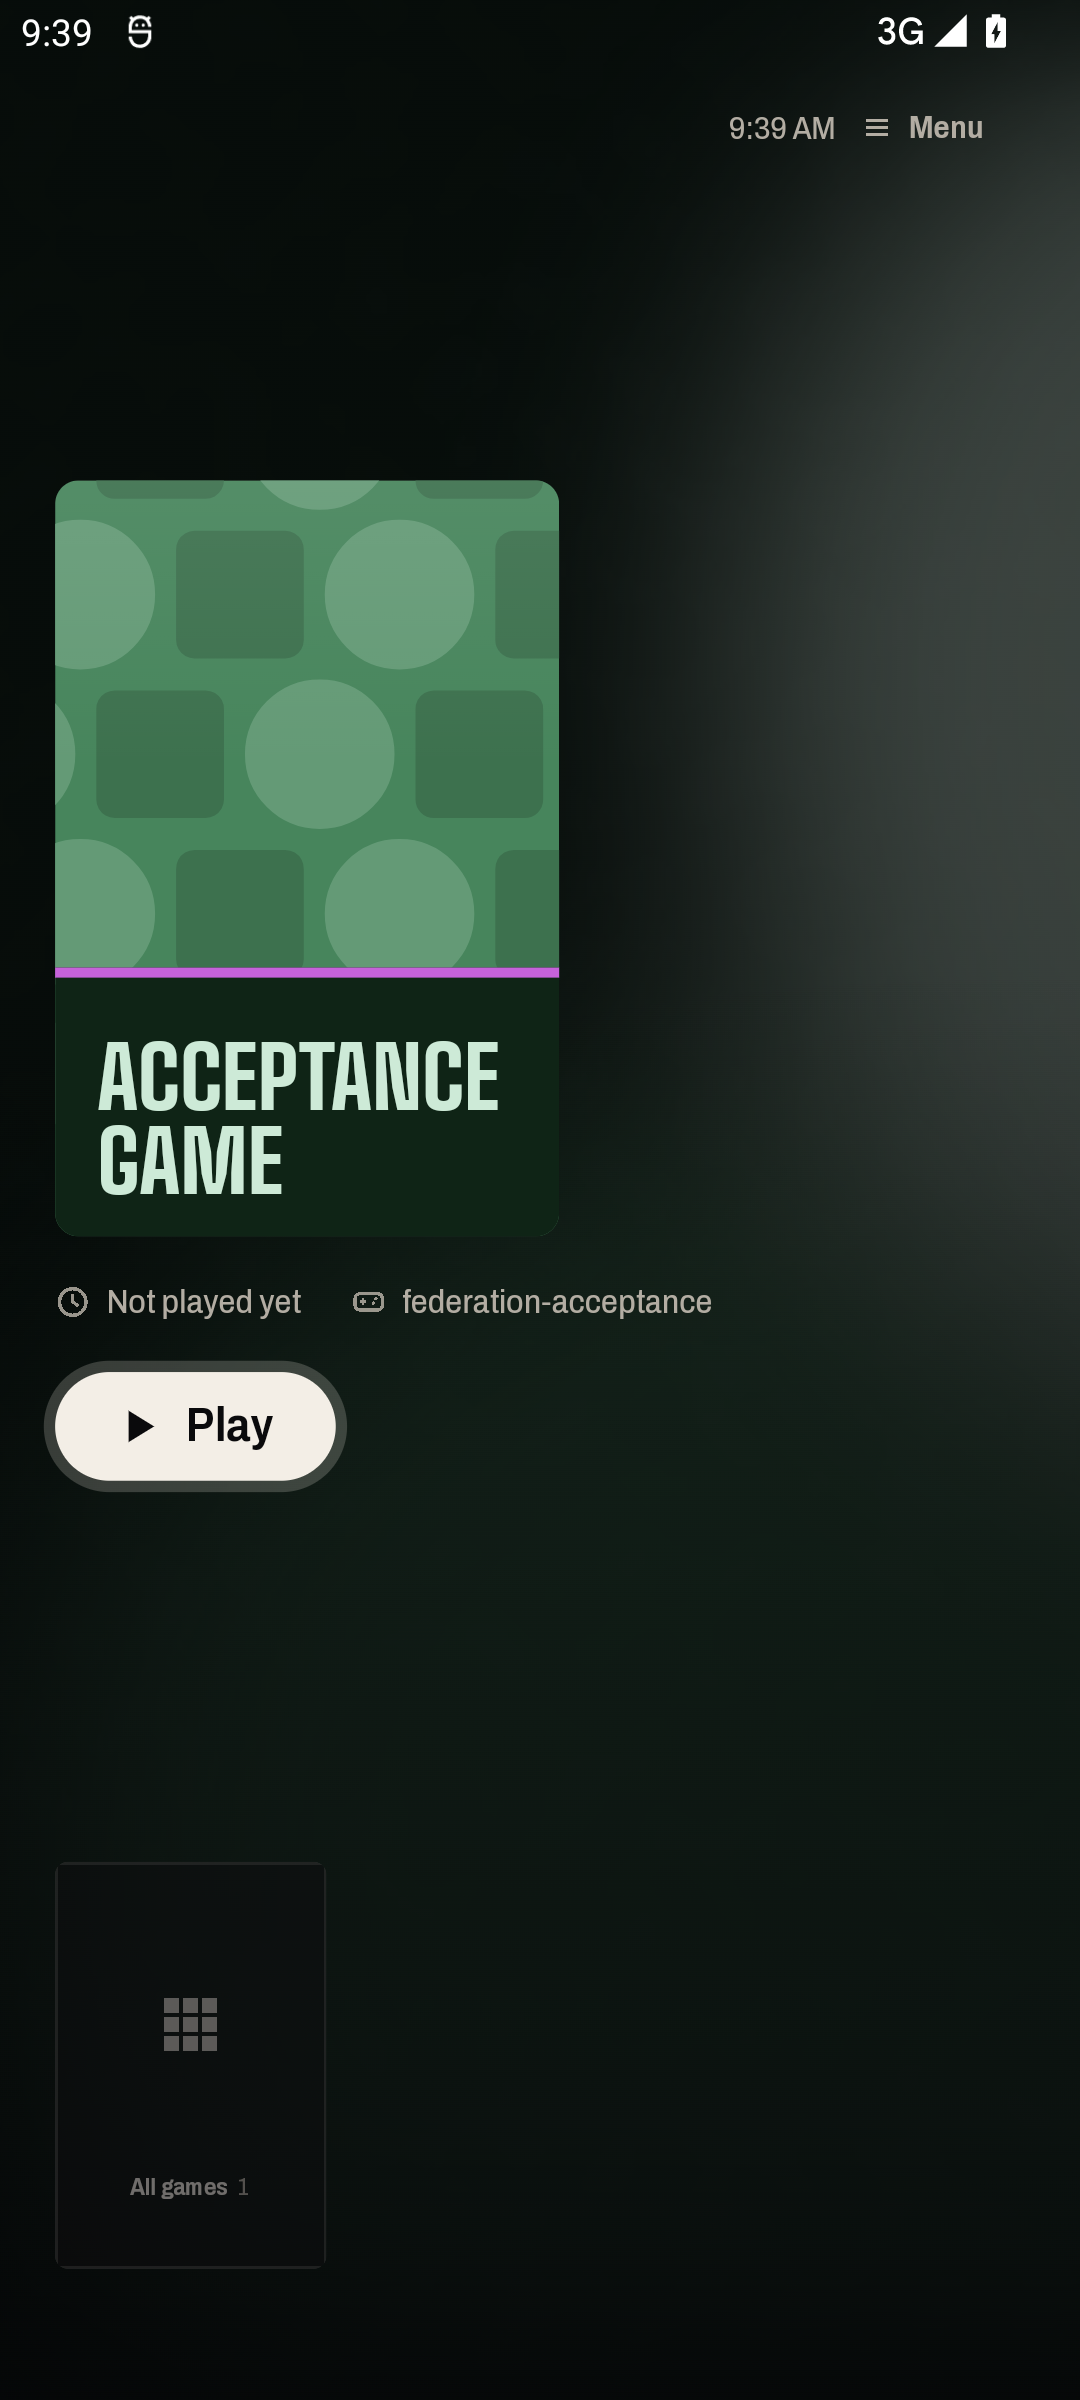 9:39
3G
9:39 AM Menu
ACCEPTANCE
GAME
Not played yet federation-acceptance
Play
All games 1